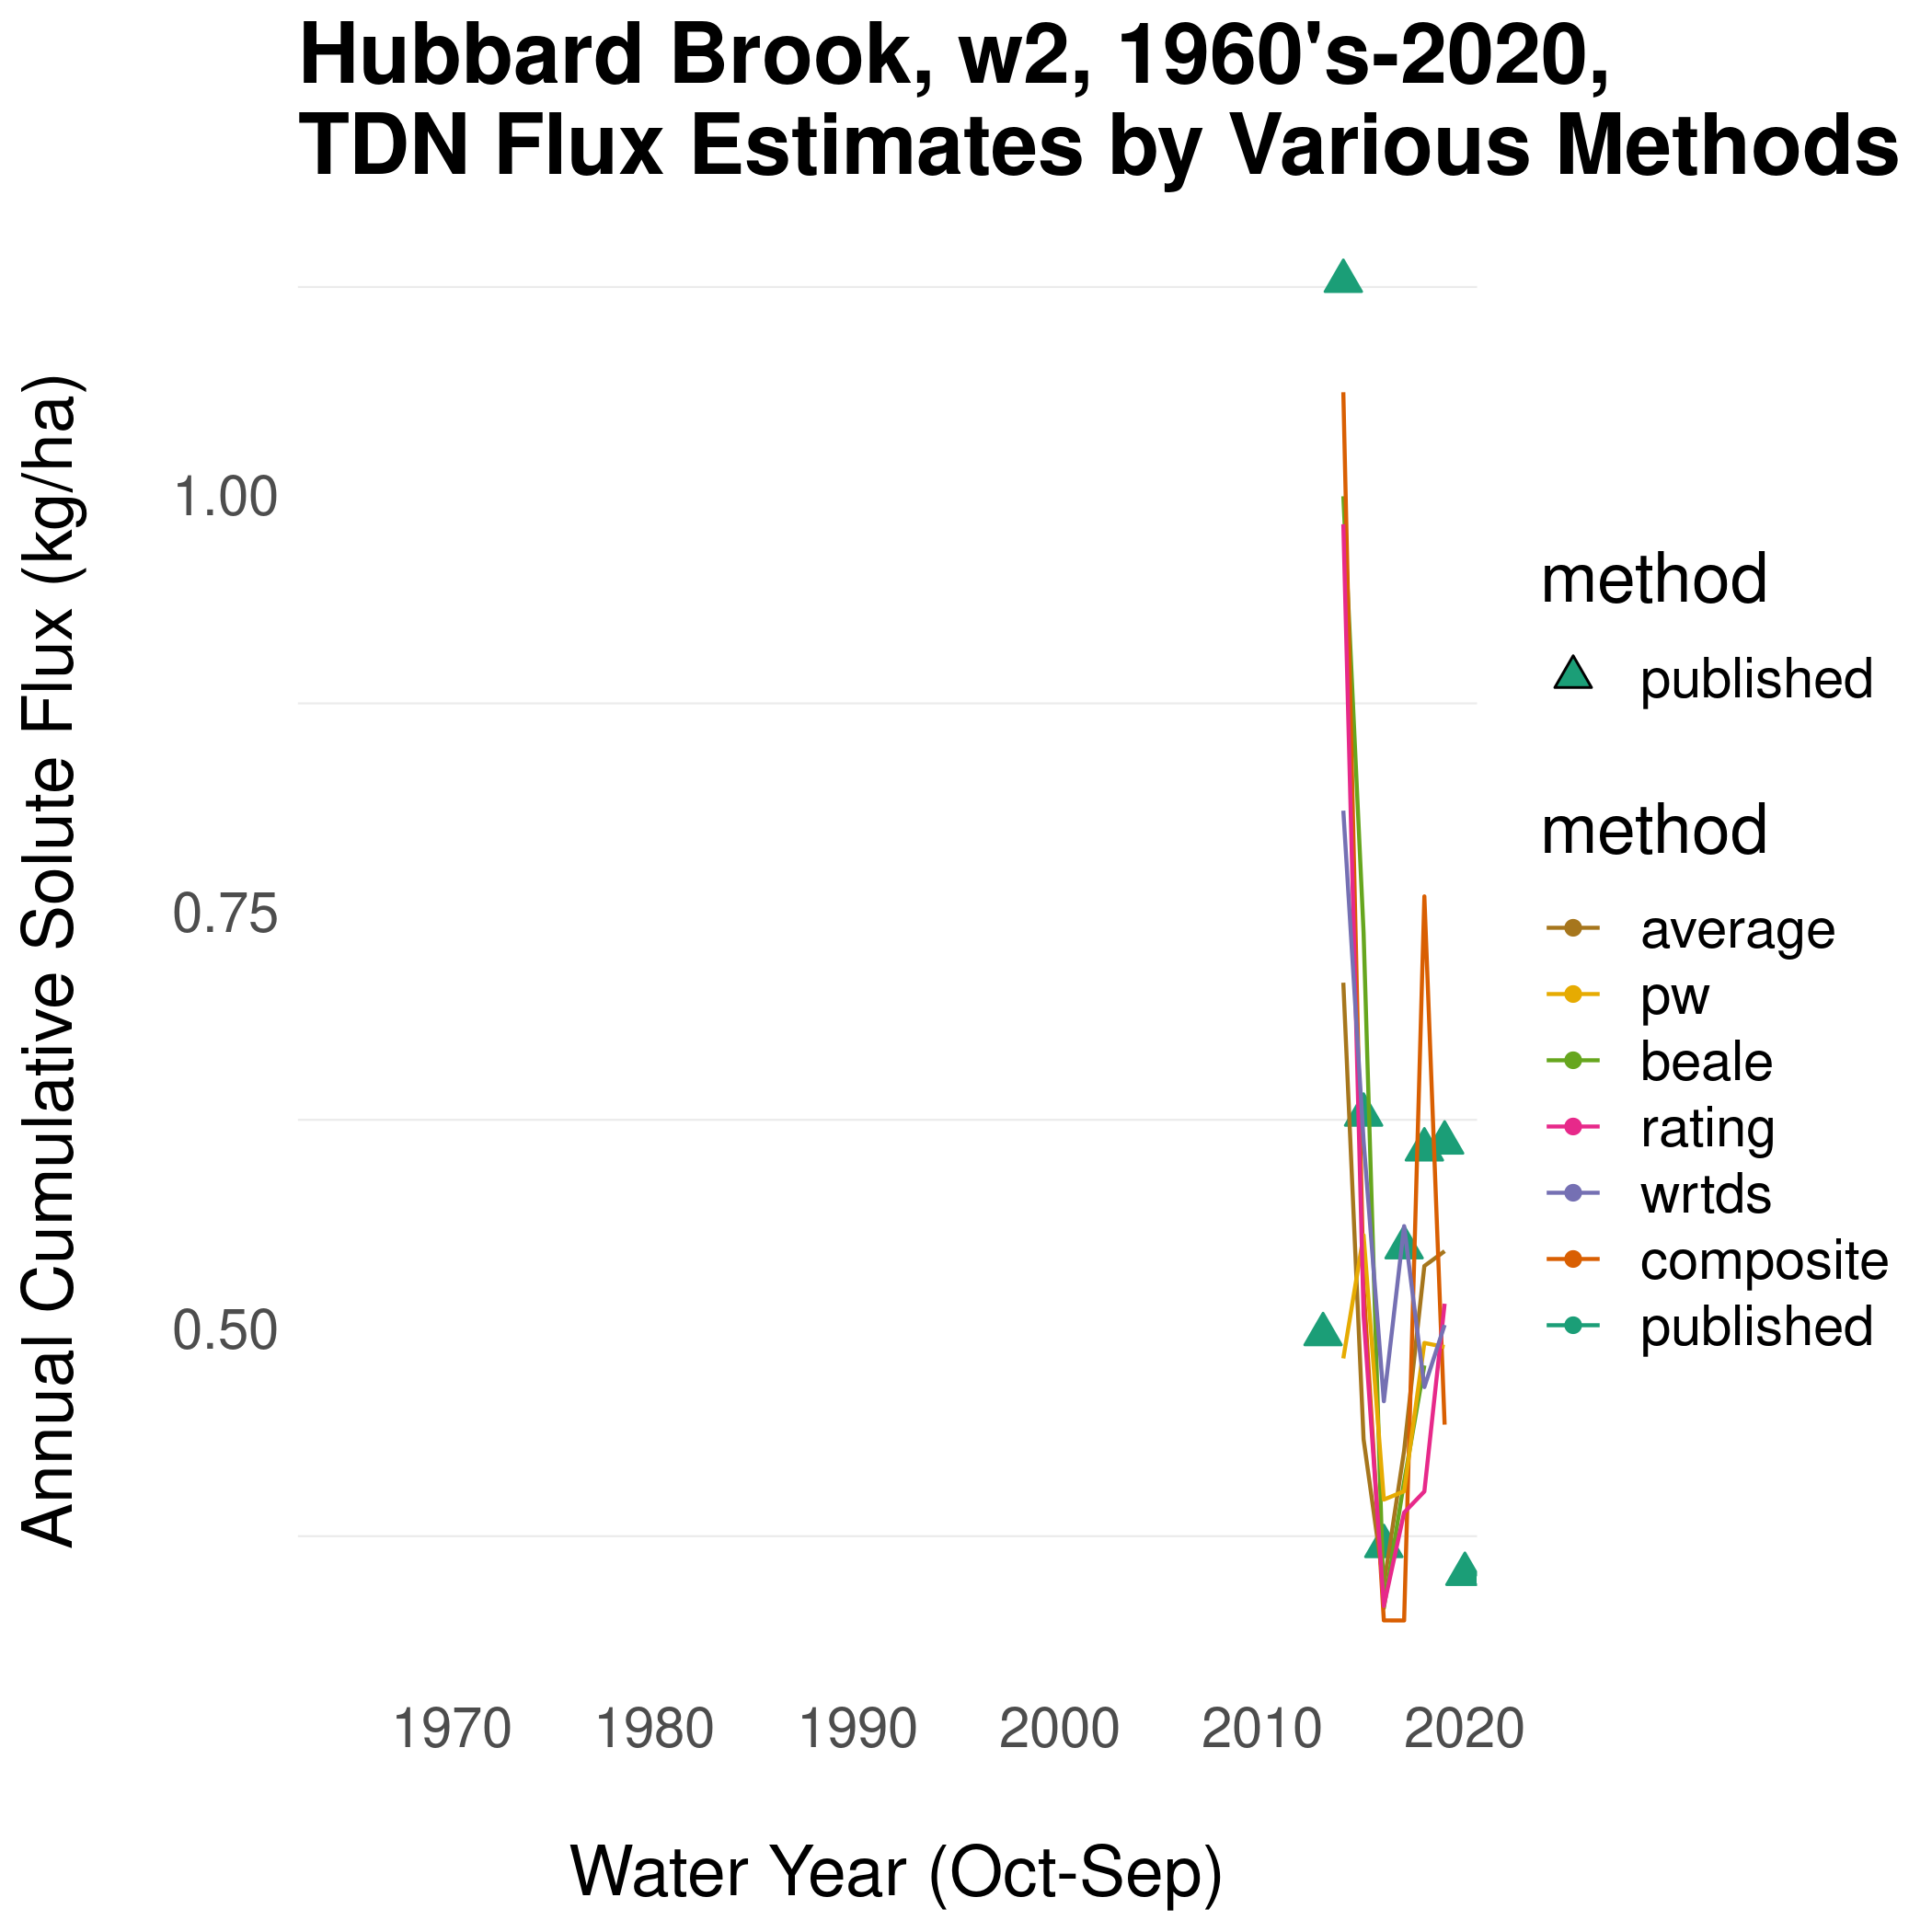 Hubbard Brook, w2, 1960's-2020,
TDN Flux Estimates by Various Methods
Annual Cumulative Solute Flux (kg/ha)
1.00
0.75
0.50
1970 1980 1990 2000 2010 2020
Water Year (Oct-Sep)
method
published
method
average
pw
beale
rating
wrtds
composite
published